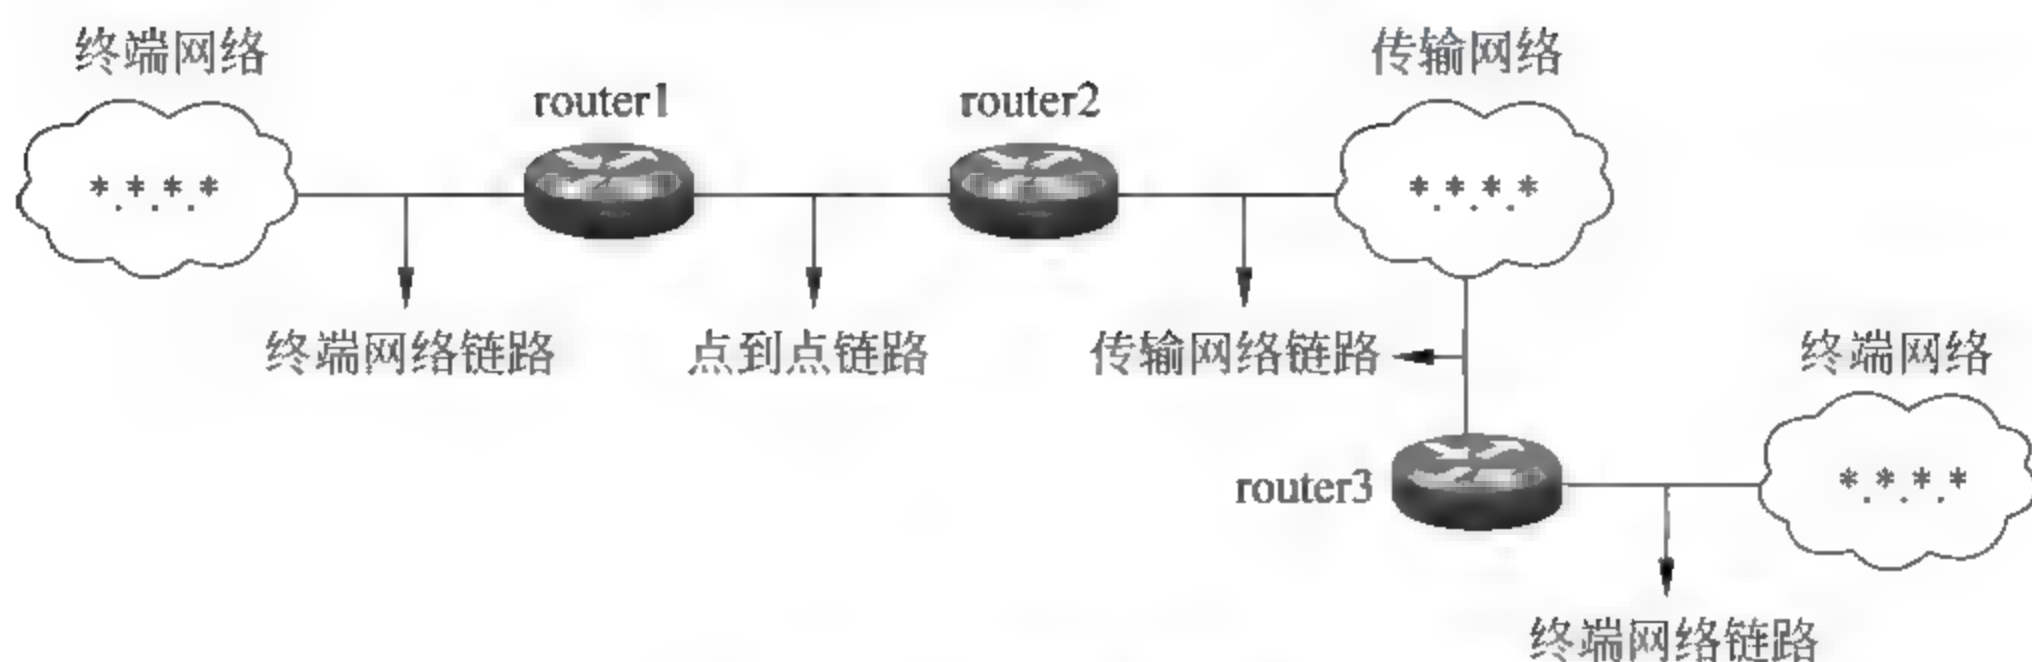 终端网络
传输网络
router1
router2
*.*.*.*
*.*.*.*
终端网络链路
点到点链路
传输网络链路
终端网络
router3
*.*.*.*
终端网络链路